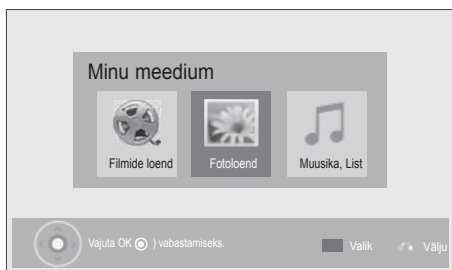 Minu meedium
Filmide loend
Fotoloend
Muusika, List
Vajuta OK ( ) vabastamiseks.
Valik
Välju